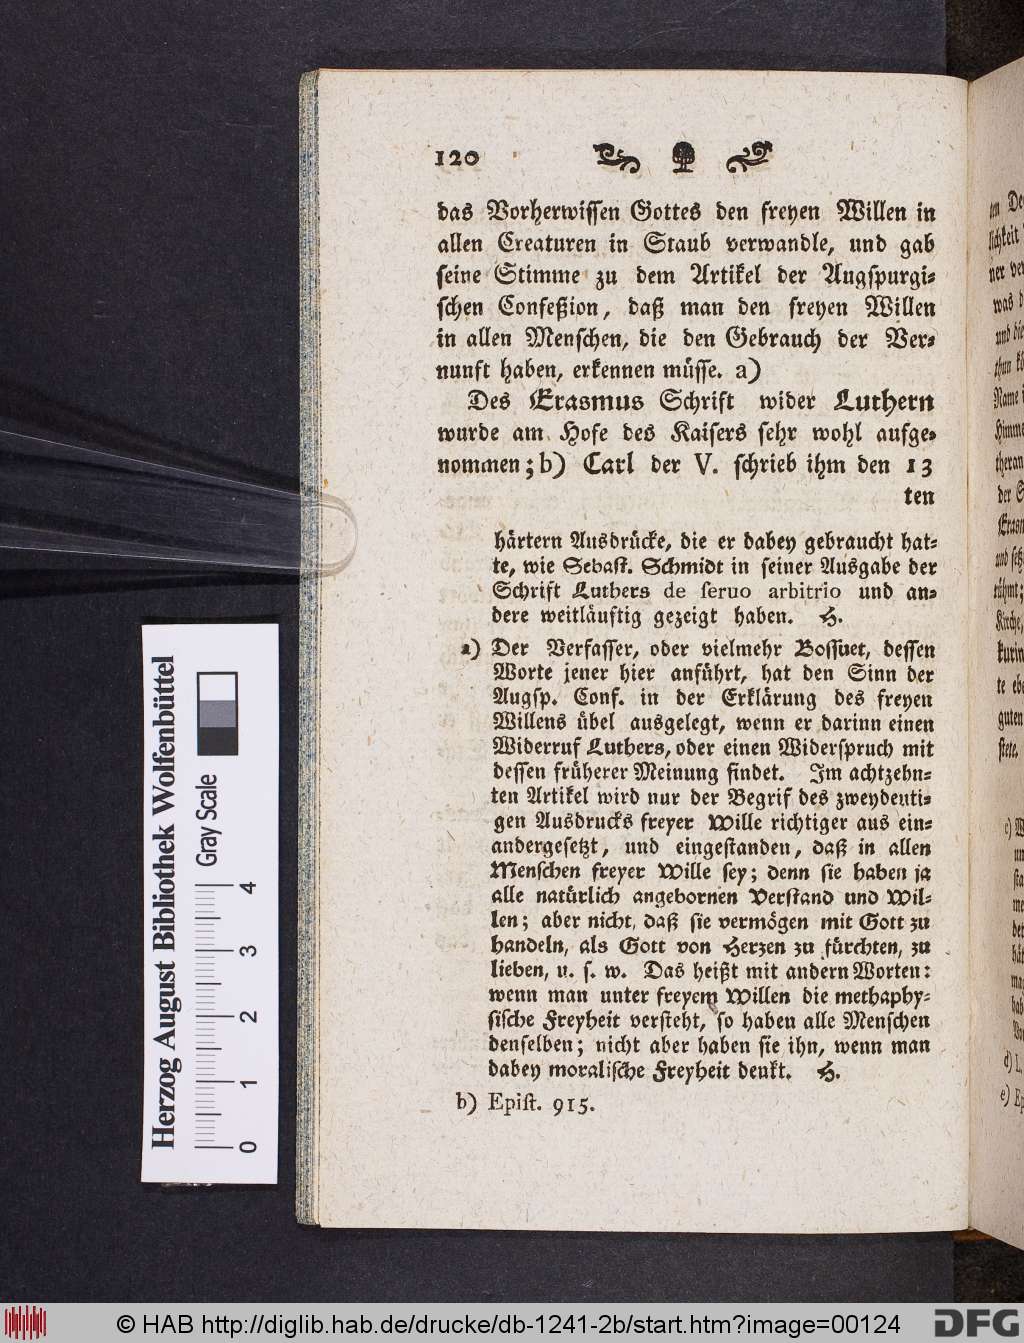 120
das Vorherwiſſen Gottes den freyen Willen in
allen Creaturen in Staub verwandle, und gab
ſeine Stimme zu dem Artikel der Augſpurgi⸗
ſchen Confeßion, daß man den freyen Willen
in allen Menſchen, die den Gebrauch der Ver⸗
nunft haben, erkennen müſſe. a)
Des Erasmus Schrift wider Luthern
wurde am Hofe des Kaiſers ſehr wohl aufge⸗
nommen; b) Carl der V. ſchrieb ihm den 13
ten
härtern Ausdrücke, die er dabey gebraucht hat⸗
te, wie Sebaſt. Schmidt in ſeiner Ausgabe der
Schrift Luthers de ſeruo arbitrio und an⸗
dere weitläuftig gezeigt haben. H.
a) Der Verfaſſer, oder vielmehr Boſſuet, deſſen
Worte jener hier anführt, hat den Sinn der
Augſp. Conf. in der Erklärung des freyen
Willens übel ausgelegt, wenn er darinn einen
Widerruf Luthers, oder einen Widerſpruch mit
deſſen früherer Meinung findet. Im achtzehn⸗
ten Artikel wird nur der Begrif des zweydeuti⸗
gen Ausdrucks freyer Wille richtiger aus ein⸗
andergeſetzt, und eingeſtanden, daß in allen
Menſchen freyer Wille ſey; denn ſie haben ja
alle natürlich angebornen Verſtand und Wil⸗
len; aber nicht, daß ſie vermögen mit Gott zu
handeln, als Gott von Herzen zu fürchten, zu
lieben, u. ſ. w. Das heißt mit andern Worten:
wenn man unter freyem Willen die methaphy⸗
ſiſche Freyheit verſteht, ſo haben alle Menſchen
denſelben; nicht aber haben ſie ihn, wenn man
dabey moraliſche Freyheit denkt. H.
b) Epiſt. 915.
Herzog August Bibliothek Wolfenbüttel
Gray Scale
0 1 2 3 4
© HAB http://diglib.hab.de/drucke/db-1241-2b/start.htm?image=00124
DFG